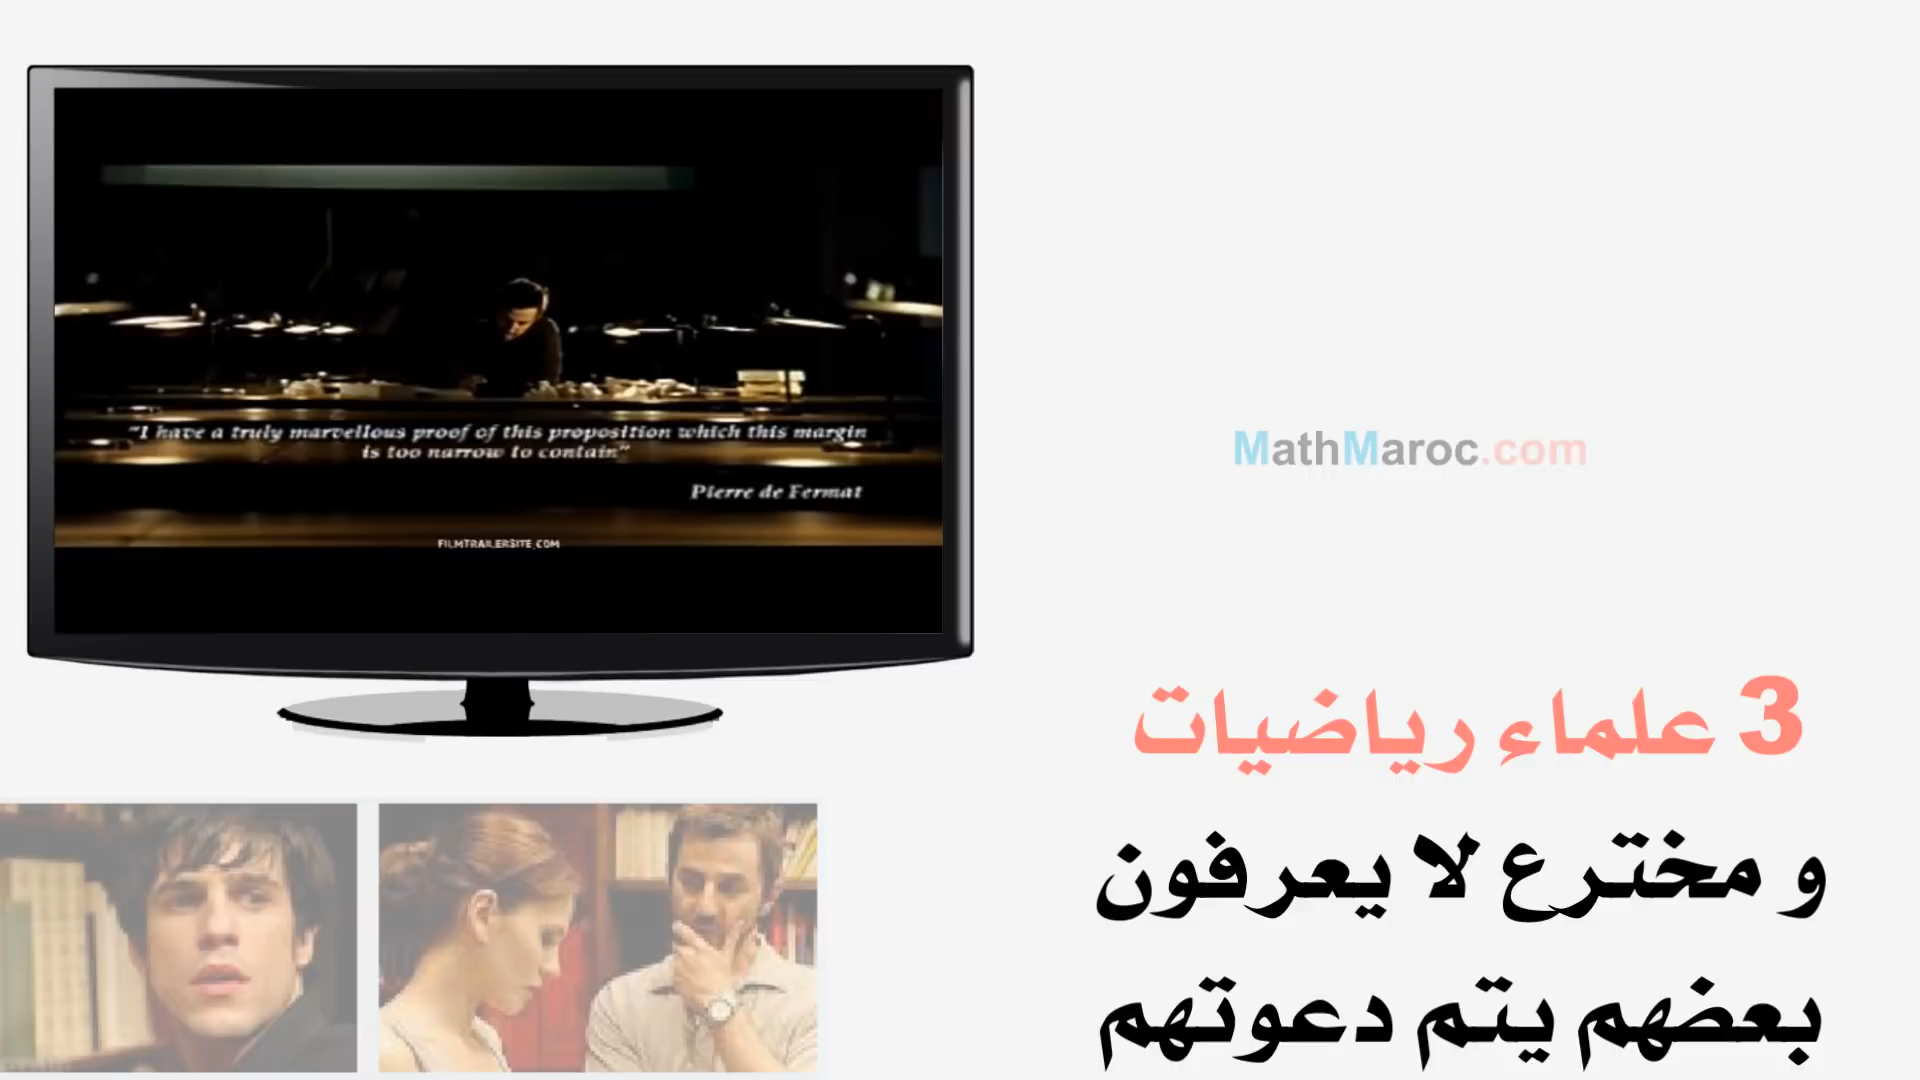 "I have a truly marvellous proof of this proposition which this margin
is too narrow to contain"
Pierre de Fermat
FILMTRAILERSITE.COM
MathMaroc.com
3 علماء رياضيات
و مخترع لا يعرفون
بعضهم يتم دعوتهم